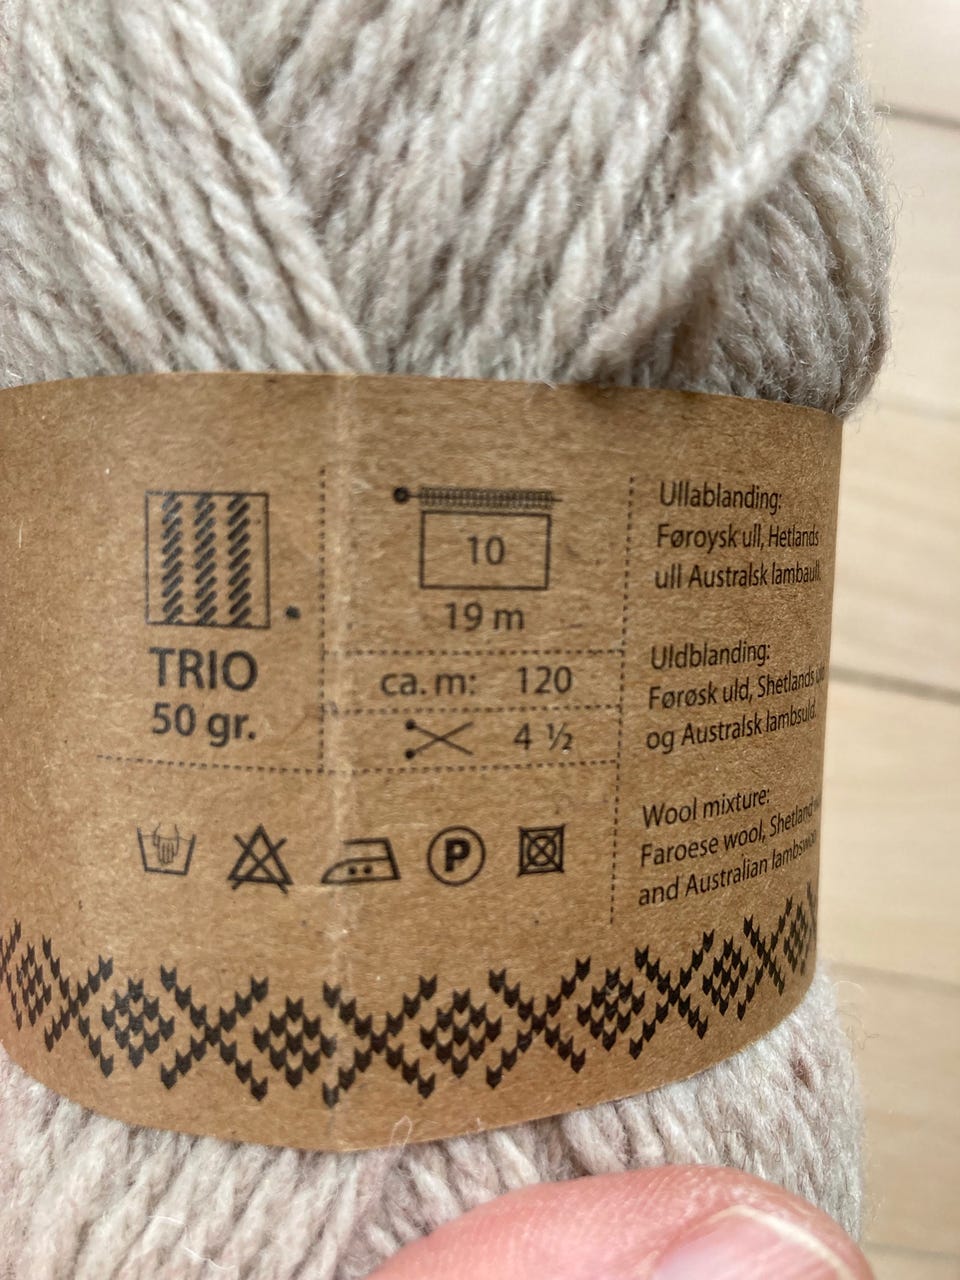 TRIO
50 gr.
10
19 m
ca. m: 120
4 ½
P
Ullablanding:
Føroysk ull, Hetlands
ull Australsk lambaull.
Uldblanding:
Førøsk uld, Shetlands
og Australsk lambsuld.
Wool mixture:
Faroese wool, Shetland
and Australian